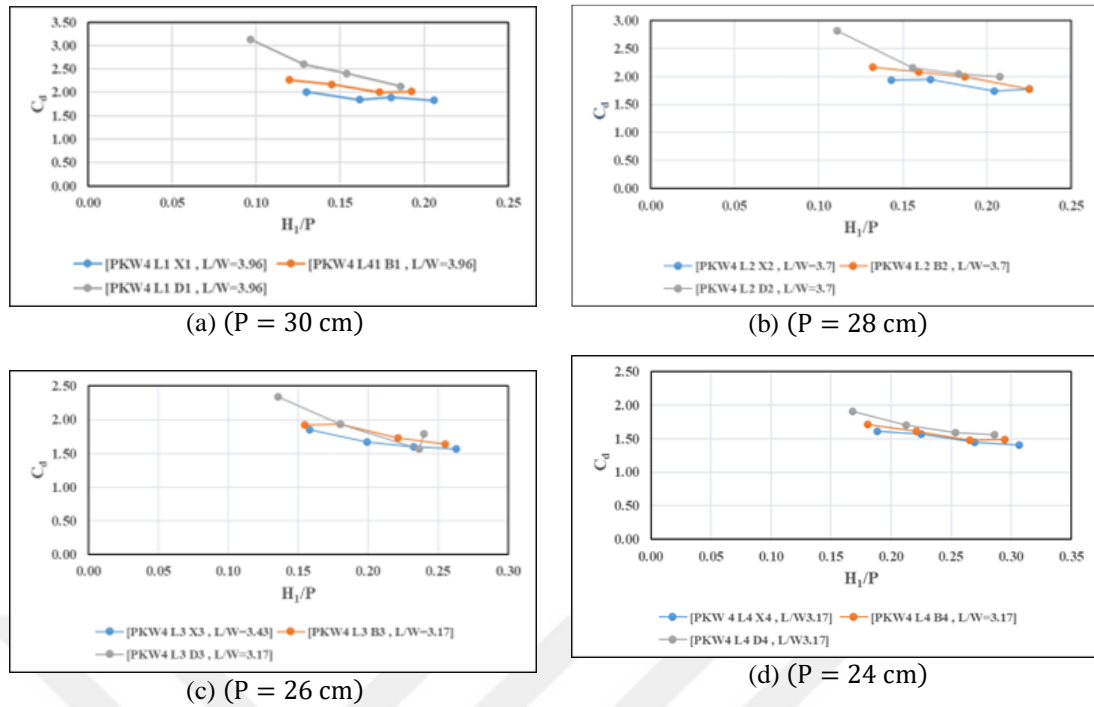 3.50
3.00
2.50
2.00
1.50
1.00
0.50
0.00
C_d
0.00 0.05 0.10 0.15 0.20 0.25
H₁/P
[PKW4 L1 X1 , L/W=3.96] [PKW4 L41 B1 , L/W=3.96]
[PKW4 L1 D1 , L/W=3.96]
(a) (P = 30 cm)
3.00
2.50
2.00
1.50
1.00
0.50
0.00
C_d
0.00 0.05 0.10 0.15 0.20 0.25
H₁/P
[PKW4 L2 X2 , L/W=3.7] [PKW4 L2 B2 , L/W=3.7]
[PKW4 L2 D2 , L/W=3.7]
(b) (P = 28 cm)
2.50
2.00
1.50
1.00
0.50
0.00
C_d
0.00 0.05 0.10 0.15 0.20 0.25 0.30
H₁/P
[PKW4 L3 X3 , L/W=3.43] [PKW4 L3 B3 , L/W=3.17]
[PKW4 L3 D3 , L/W=3.17]
(c) (P = 26 cm)
2.50
2.00
1.50
1.00
0.50
0.00
C_d
0.00 0.05 0.10 0.15 0.20 0.25 0.30 0.35
H₁/P
[PKW 4 L4 X4 , L/W3.17] [PKW4 L4 B4 , L/W=3.17]
[PKW4 L4 D4 , L/W3.17]
(d) (P = 24 cm)